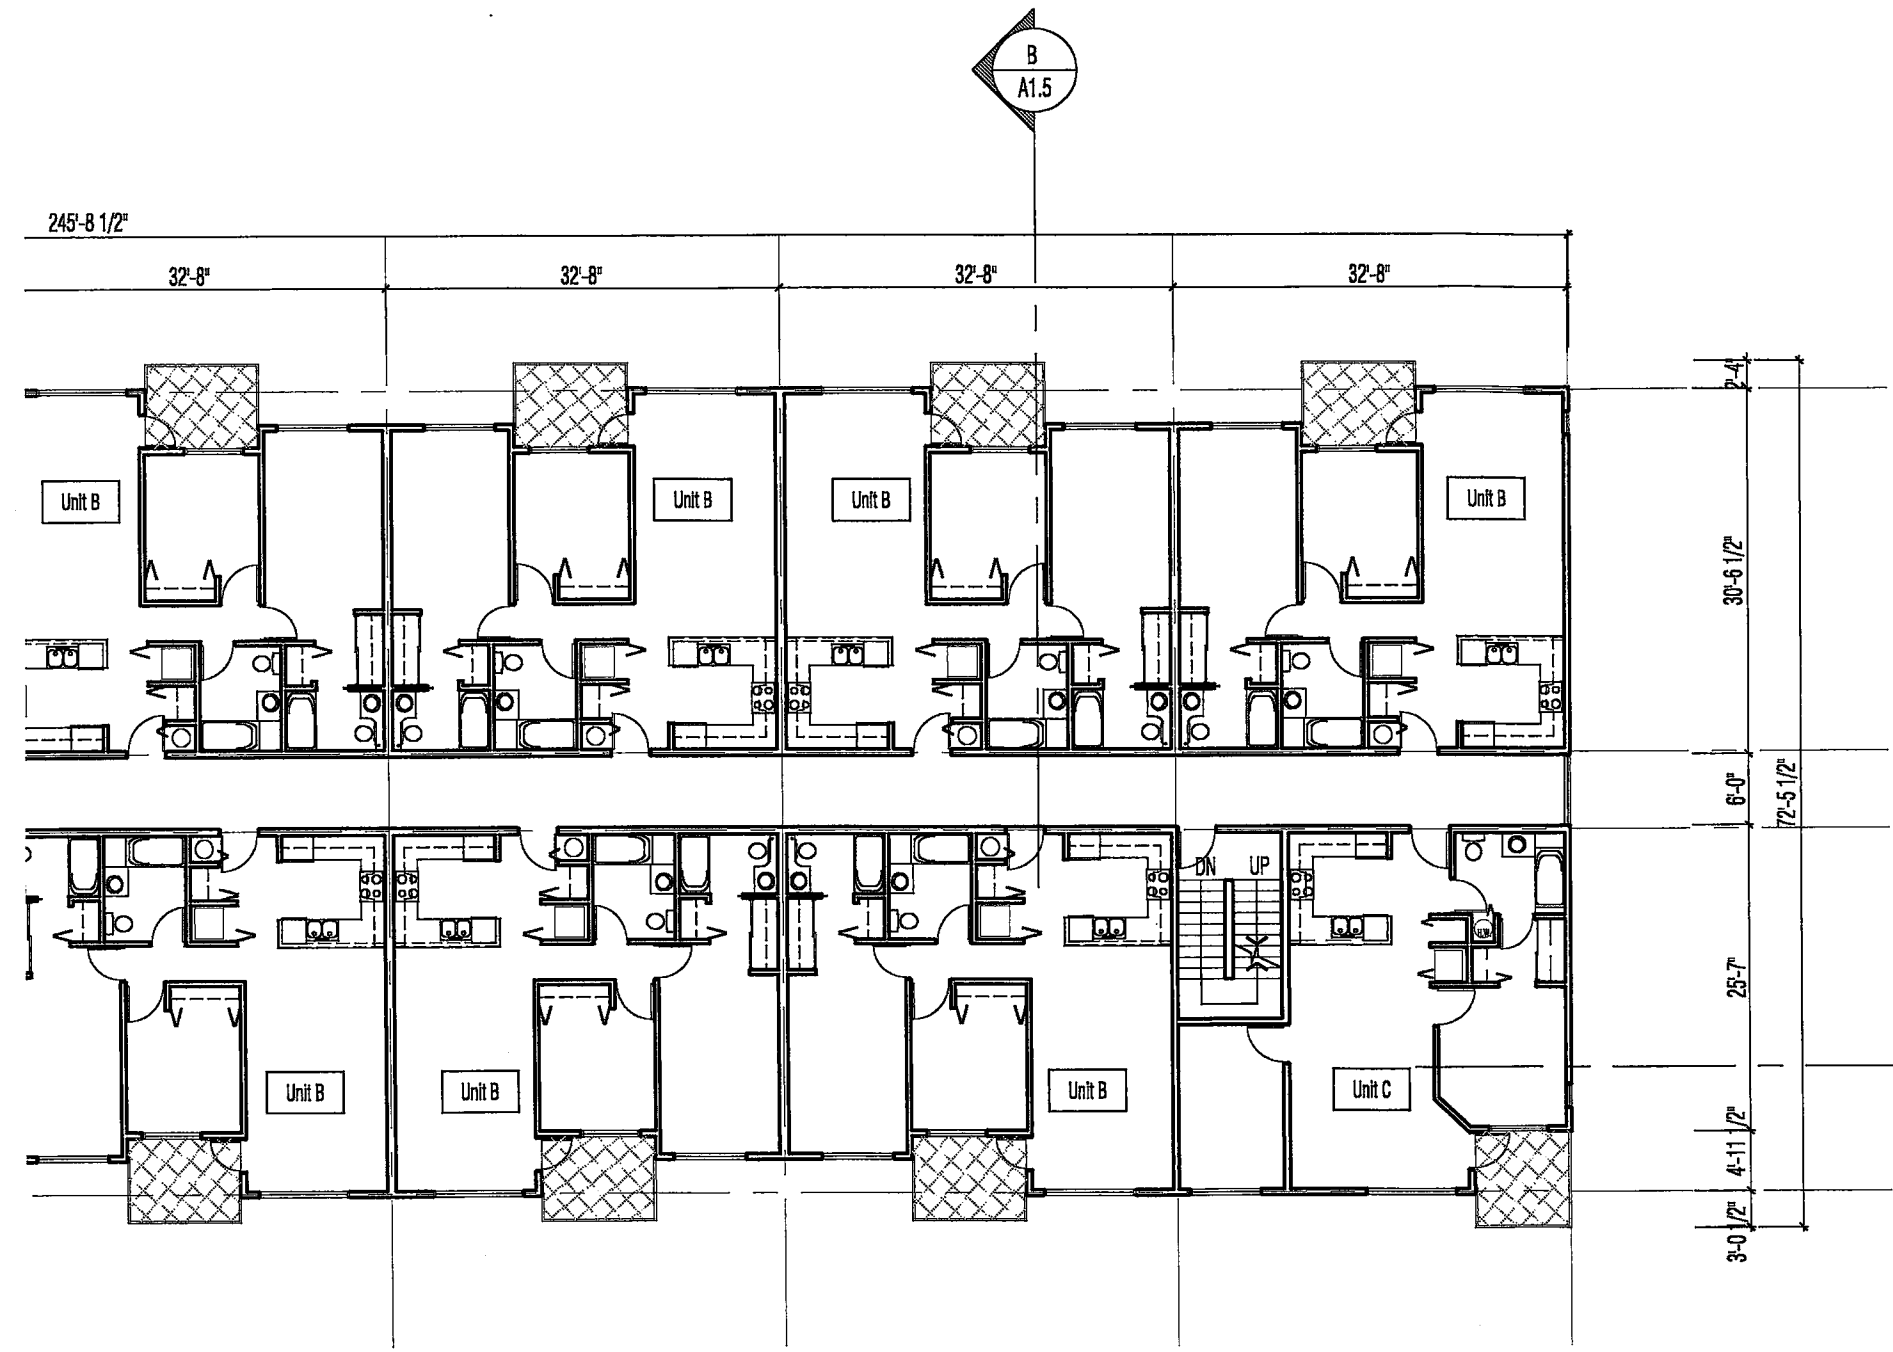 B
A1.5
245'-8 1/2"
32'-8"
32'-8"
32'-8"
32'-8"
Unit B
Unit B
Unit B
Unit B
30'-6 1/2"
6'-0"
72'-5 1/2"
DN UP
H.W.
25'-7"
Unit B
Unit B
Unit B
Unit C
4'-11 1/2"
3'-0 1/2"